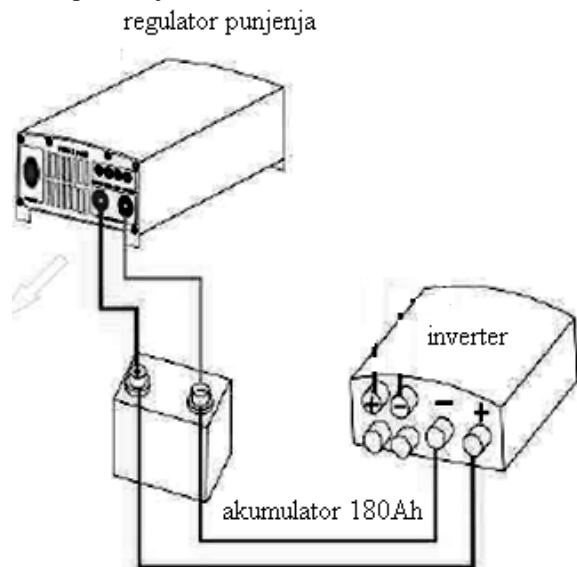 regulator punjenja
inverter
+ −
− +
akumulator 180Ah